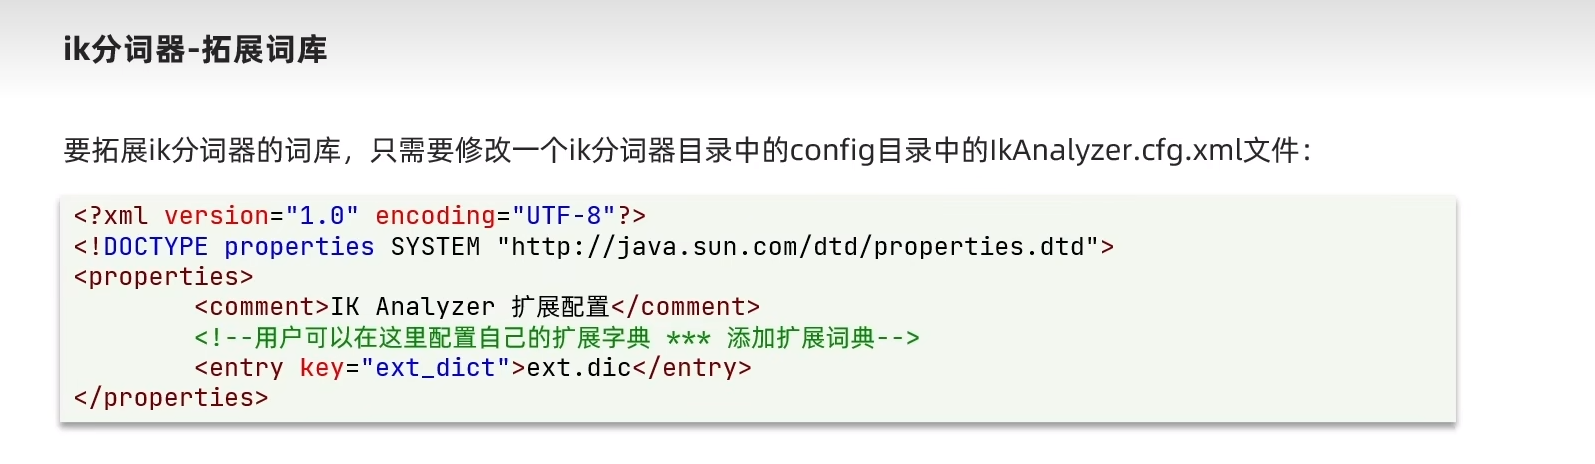 ik分词器-拓展词库
要拓展ik分词器的词库，只需要修改一个ik分词器目录中的config目录中的IkAnalyzer.cfg.xml文件：
<?xml version="1.0" encoding="UTF-8"?>
<!DOCTYPE properties SYSTEM "http://java.sun.com/dtd/properties.dtd">
<properties>
        <comment>IK Analyzer 扩展配置</comment>
        <!--用户可以在这里配置自己的扩展字典 *** 添加扩展词典-->
        <entry key="ext_dict">ext.dic</entry>
</properties>